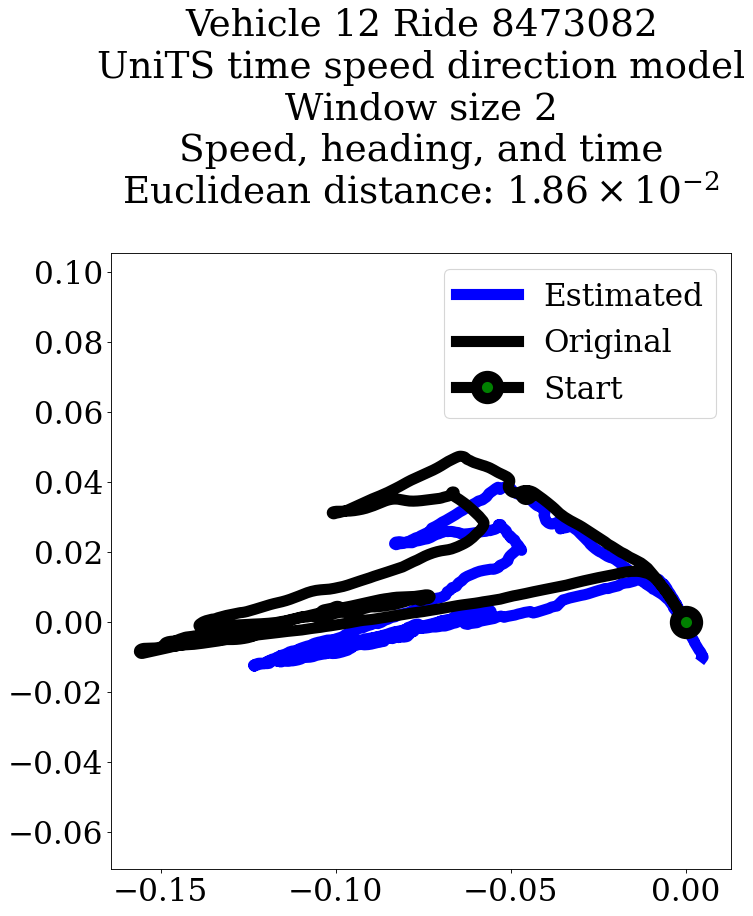 Vehicle 12 Ride 8473082
UniTS time speed direction model
Window size 2
Speed, heading, and time
Euclidean distance: 1.86 × 10⁻²
Estimated
Original
Start
0.10
0.08
0.06
0.04
0.02
0.00
−0.02
−0.04
−0.06
−0.15 −0.10 −0.05 0.00